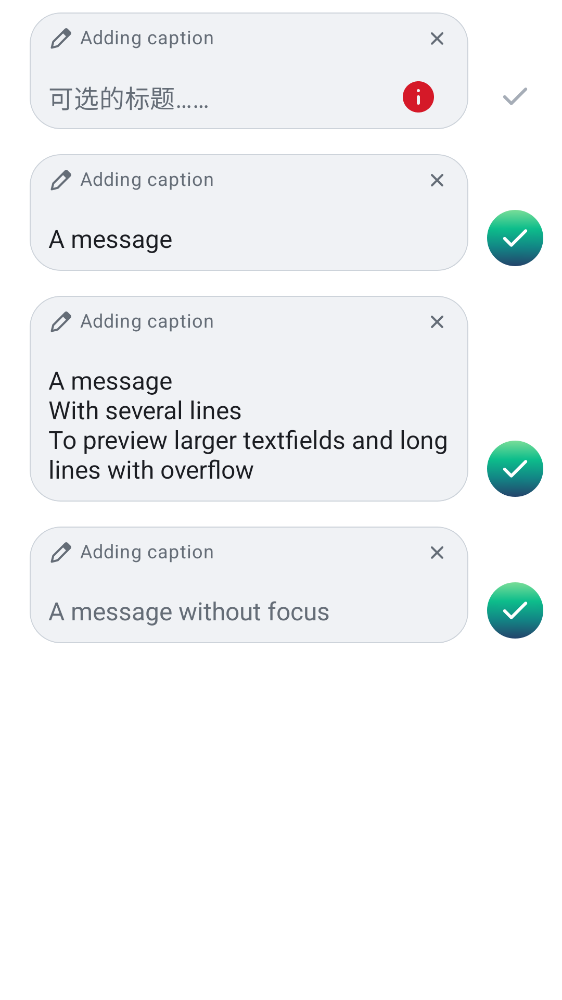 Adding caption
可选的标题……
Adding caption
A message
Adding caption
A message
With several lines
To preview larger textfields and long
lines with overflow
Adding caption
A message without focus